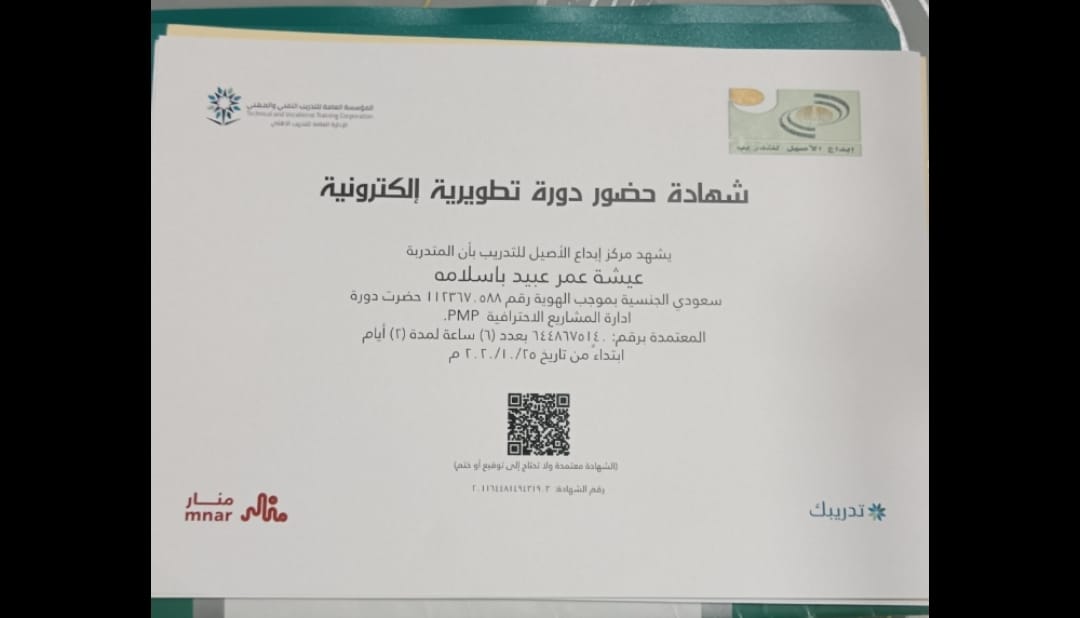 المؤسسة العامة للتدريب التقني والمهني
Technical and Vocational Training Corporation
الإدارة العامة للتدريب الأهلي
إبداع الأصيل للتدريب
شهادة حضور دورة تطويرية إلكترونية
يشهد مركز إبداع الأصيل للتدريب بأن المتدربة
عيشة عمر عبيد باسلامه
سعودي الجنسية بموجب الهوية رقم ١١٢٣٦٧٠٥٨٨ حضرت دورة
ادارة المشاريع الاحترافية PMP.
المعتمدة برقم: ٦٤٤٨٦٧٥١٤٠ بعدد (٦) ساعة لمدة (٢) أيام
ابتداءً من تاريخ ٢٠٢٠/١٠/٢٥ م
(الشهادة معتمدة ولا تحتاج إلى توقيع أو ختم)
رقم الشهادة: ٢٠١١٦٤٤٨١٤٩٤٣١٩٠٢
منار
mnar
تدريبك